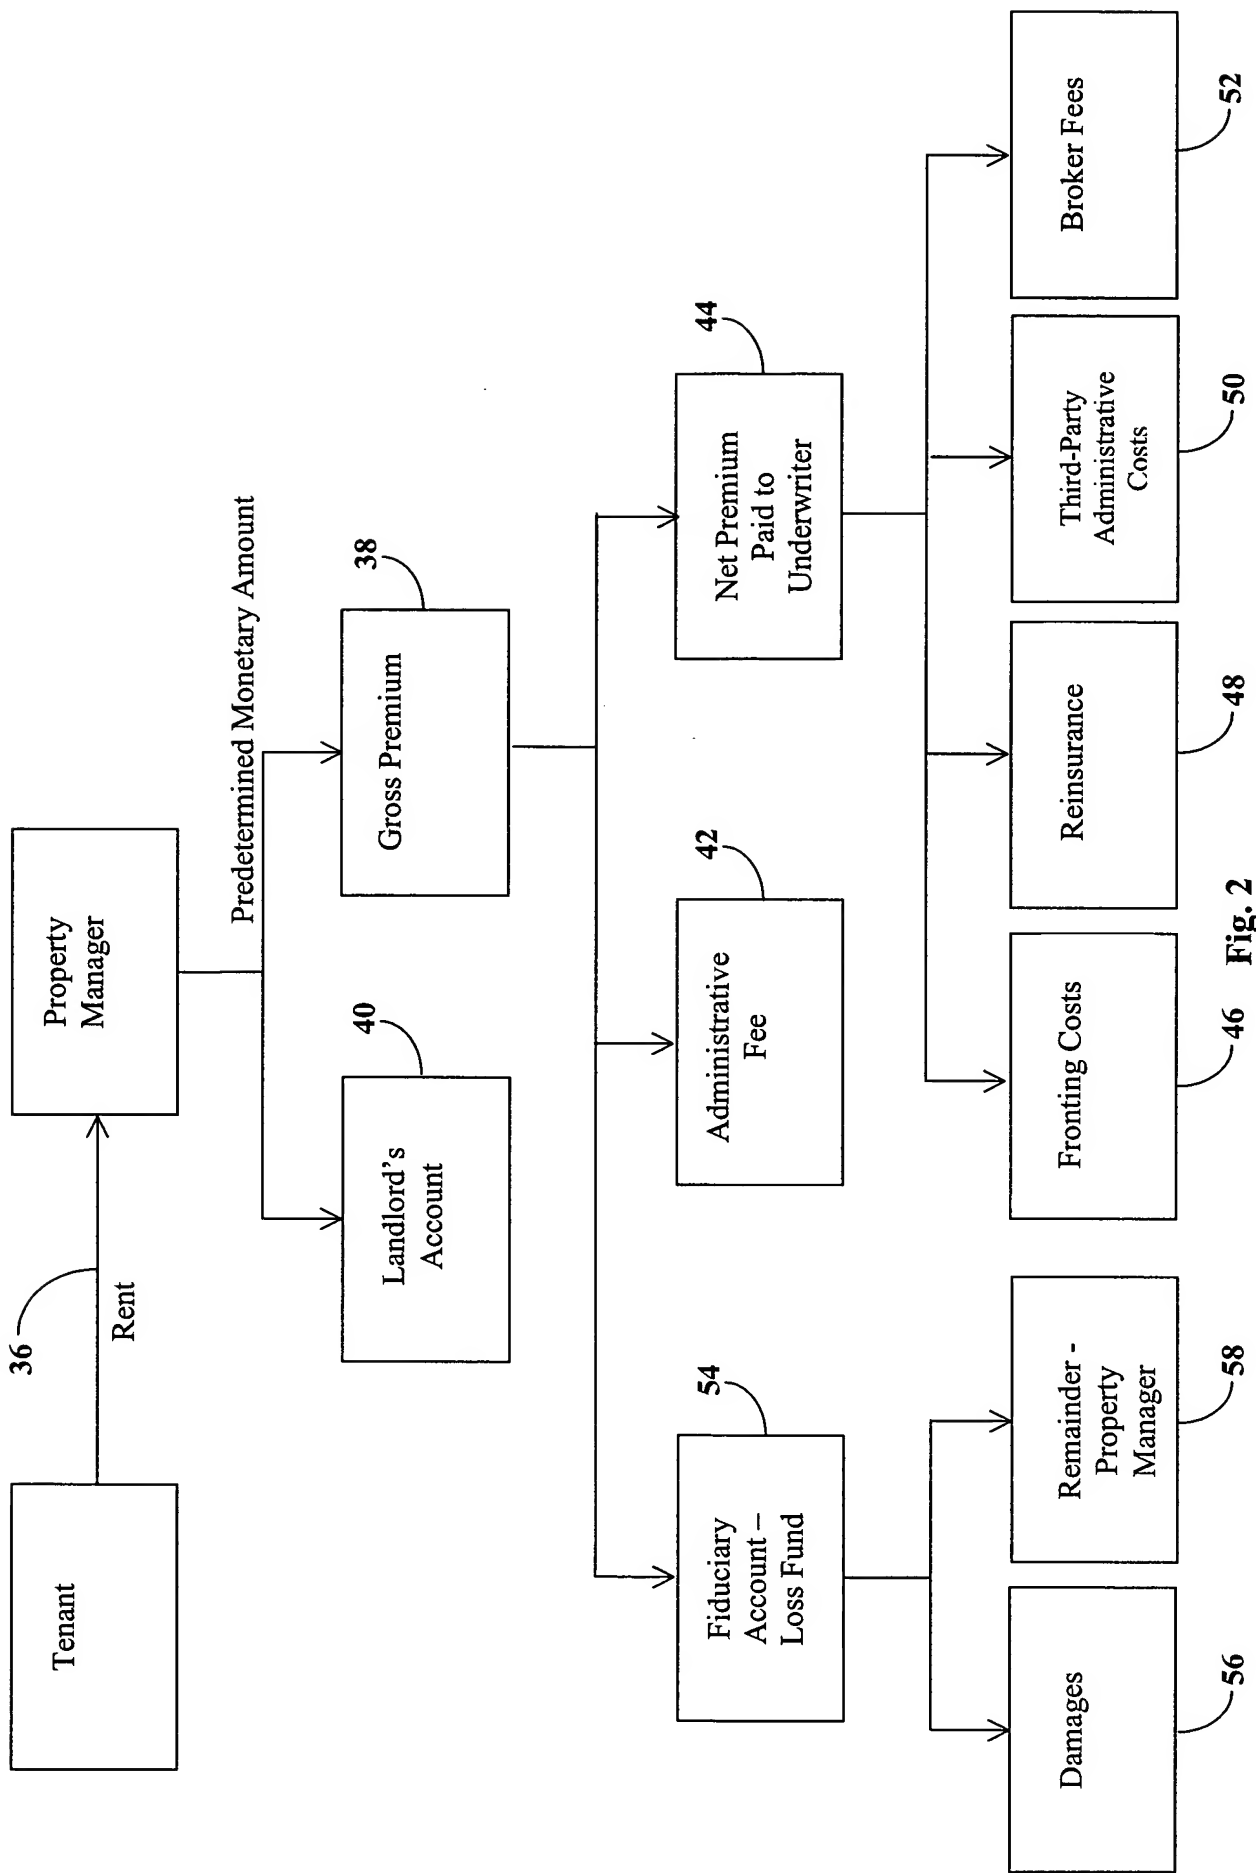 Tenant
36
Rent
Property
Manager
Predetermined Monetary Amount
40
Landlord's
Account
38
Gross Premium
54
Fiduciary
Account –
Loss Fund
42
Administrative
Fee
44
Net Premium
Paid to
Underwriter
Damages
56
Remainder -
Property
Manager
58
Fronting Costs
46
Reinsurance
48
Third-Party
Administrative
Costs
50
Broker Fees
52
Fig. 2